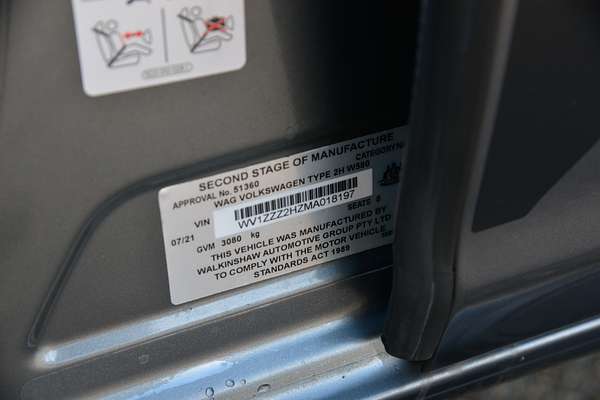 SECOND STAGE OF MANUFACTURE
APPROVAL No. 51360 CATEGORY
WAG VOLKSWAGEN TYPE 2H W580
VIN WV1ZZZ2HZMA018197
07/21 GVM 3080 kg SEATS
THIS VEHICLE WAS MANUFACTURED BY
WALKINSHAW AUTOMOTIVE GROUP PTY LTD
TO COMPLY WITH THE MOTOR VEHICLE
STANDARDS ACT 1989